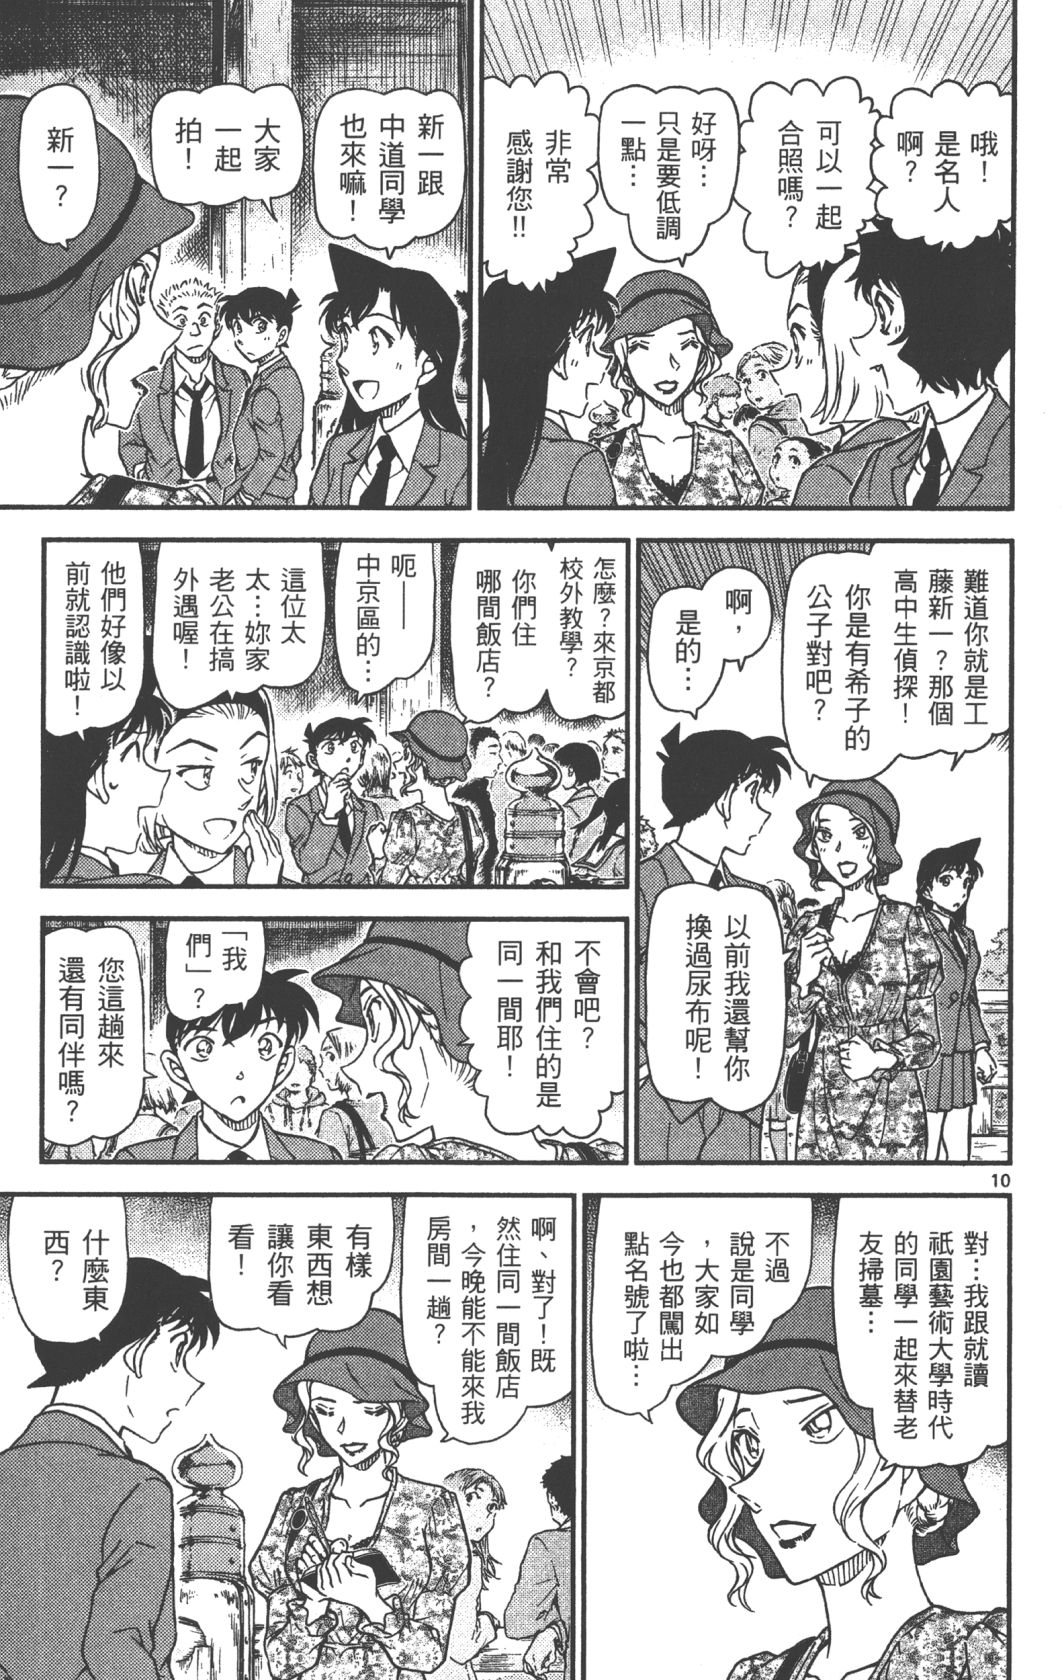 哦！
是名人
啊？
可以一起
合照嗎？
好呀…
只是要低調
一點…
非常
感謝您!!
新一跟
中道同學
也來嘛！
大家
一起
拍！
新一？
難道你就是工
藤新一？那個
高中生偵探！
你是有希子的
公子對吧？
啊，
是的…
以前我還幫你
換過尿布呢！
怎麼？來京都
校外教學？
你們住
哪間飯店？
呃——
中京區的…
這位太
太…妳家
老公在搞
外遇喔！
他們好像以
前就認識啦！
不會吧？
和我們住的是
同一間耶！
「我
們」？
您這趟來
還有同伴嗎？
10
對…我跟就讀
祇園藝術大學時代
的同學一起來替老
友掃墓…
不過
說是同學
，大家如
今也都闖出
點名號了啦…
啊、對了！既
然住同一間飯店
，今晚能不能來我
房間一趟？
有樣
東西想
讓你看
看！
什麼東
西？